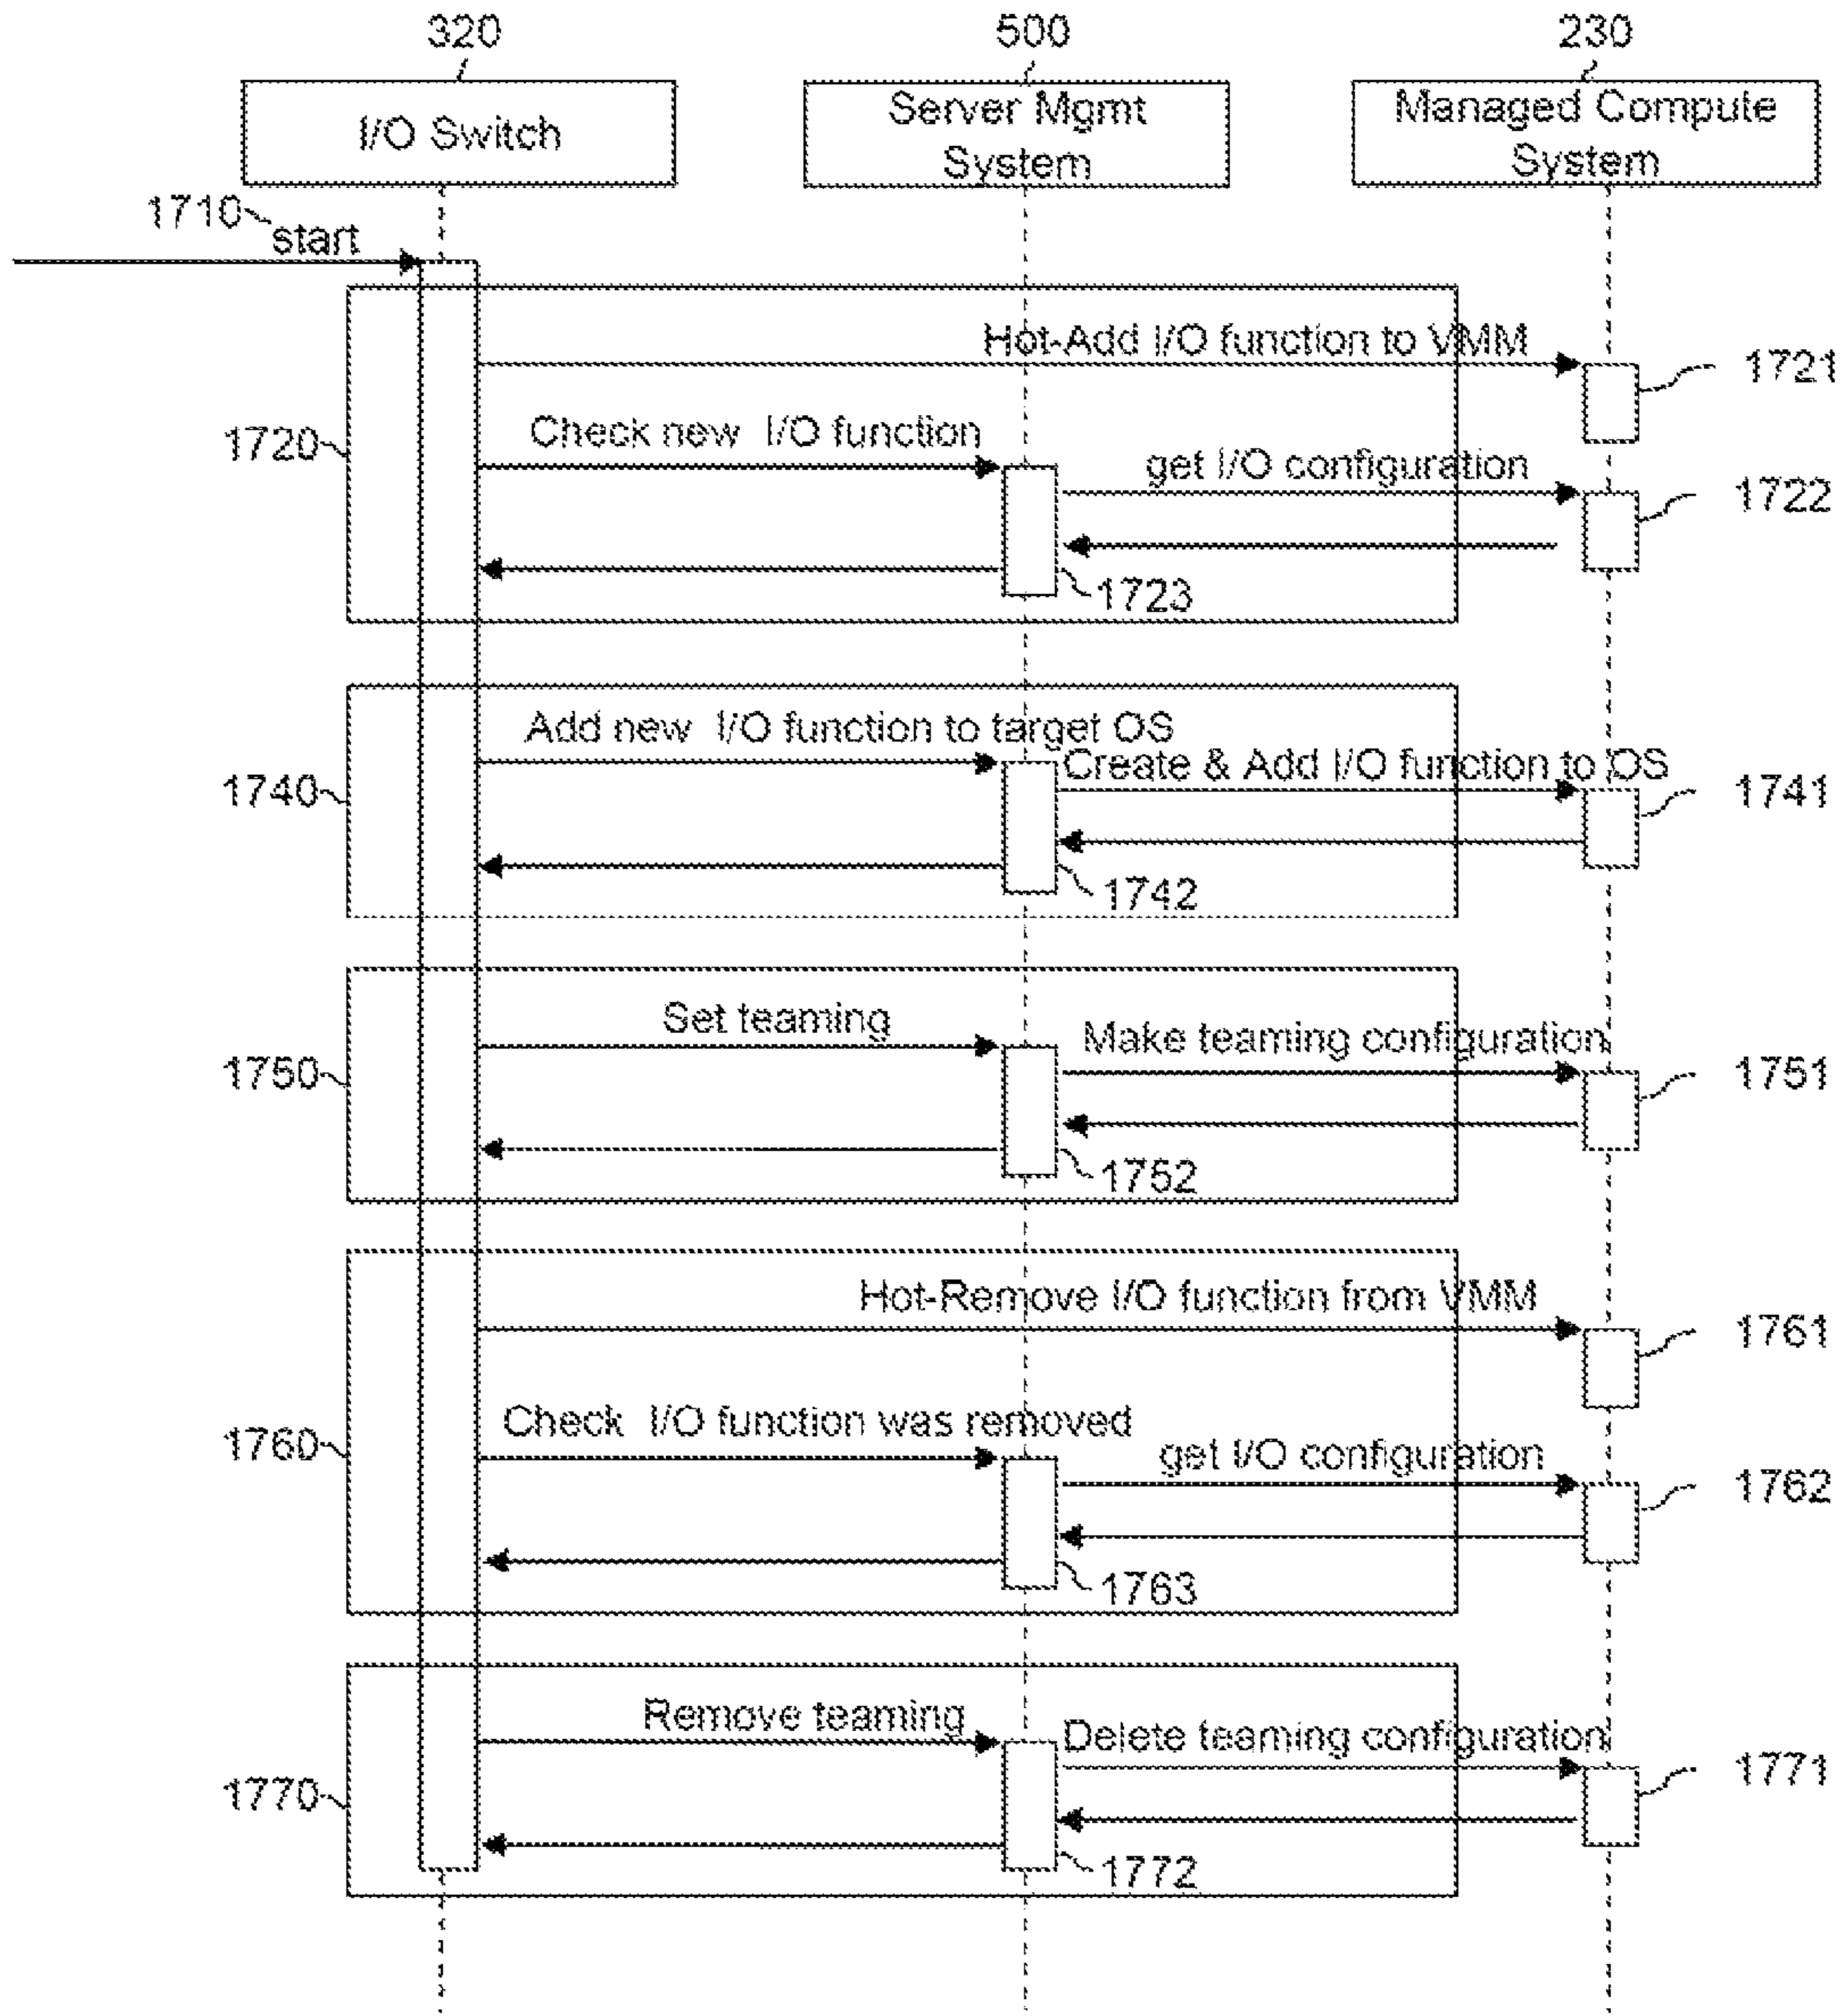 320
500
230
I/O Switch
Server Mgmt
System
Managed Compute
System
1710
start
Hot-Add I/O function to VMM
1721
1720
Check new I/O function
get I/O configuration
1722
1723
Add new I/O function to target OS
Create & Add I/O function to OS
1740
1741
1742
Set teaming
Make teaming configuration
1750
1751
1752
Hot-Remove I/O function from VMM
1761
1760
Check I/O function was removed
get I/O configuration
1762
1763
Remove teaming
Delete teaming configuration
1770
1771
1772